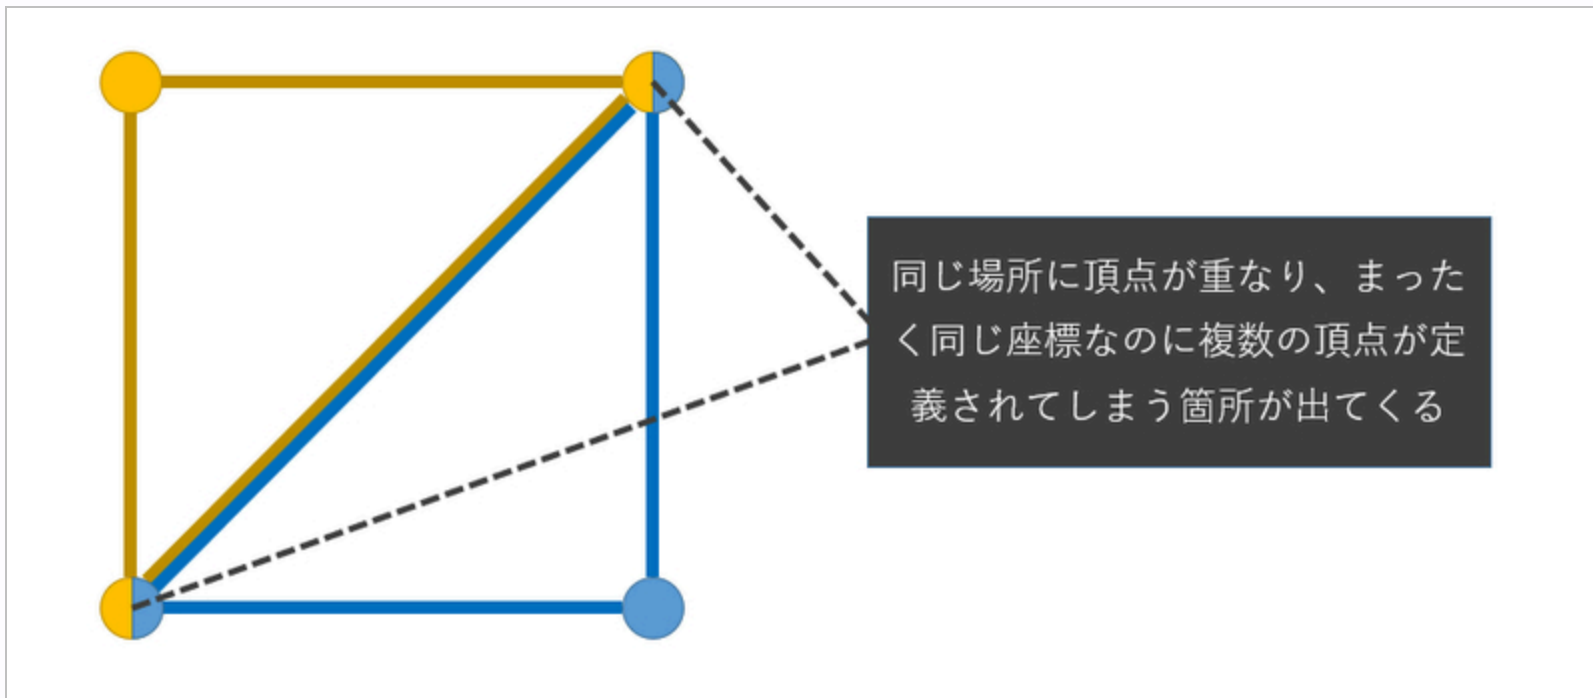 同じ場所に頂点が重なり、まった
く同じ座標なのに複数の頂点が定
義されてしまう箇所が出てくる